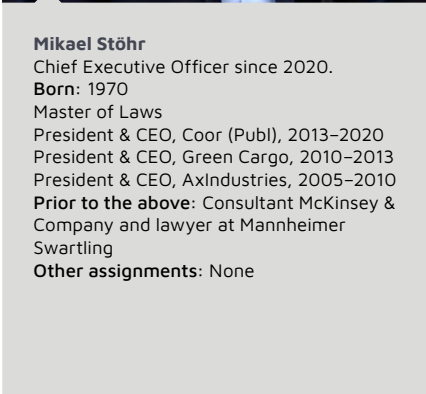 Mikael Stöhr
Chief Executive Officer since 2020.
Born: 1970
Master of Laws
President & CEO, Coor (Publ), 2013–2020
President & CEO, Green Cargo, 2010–2013
President & CEO, AxIndustries, 2005–2010
Prior to the above: Consultant McKinsey &
Company and lawyer at Mannheimer
Swartling
Other assignments: None